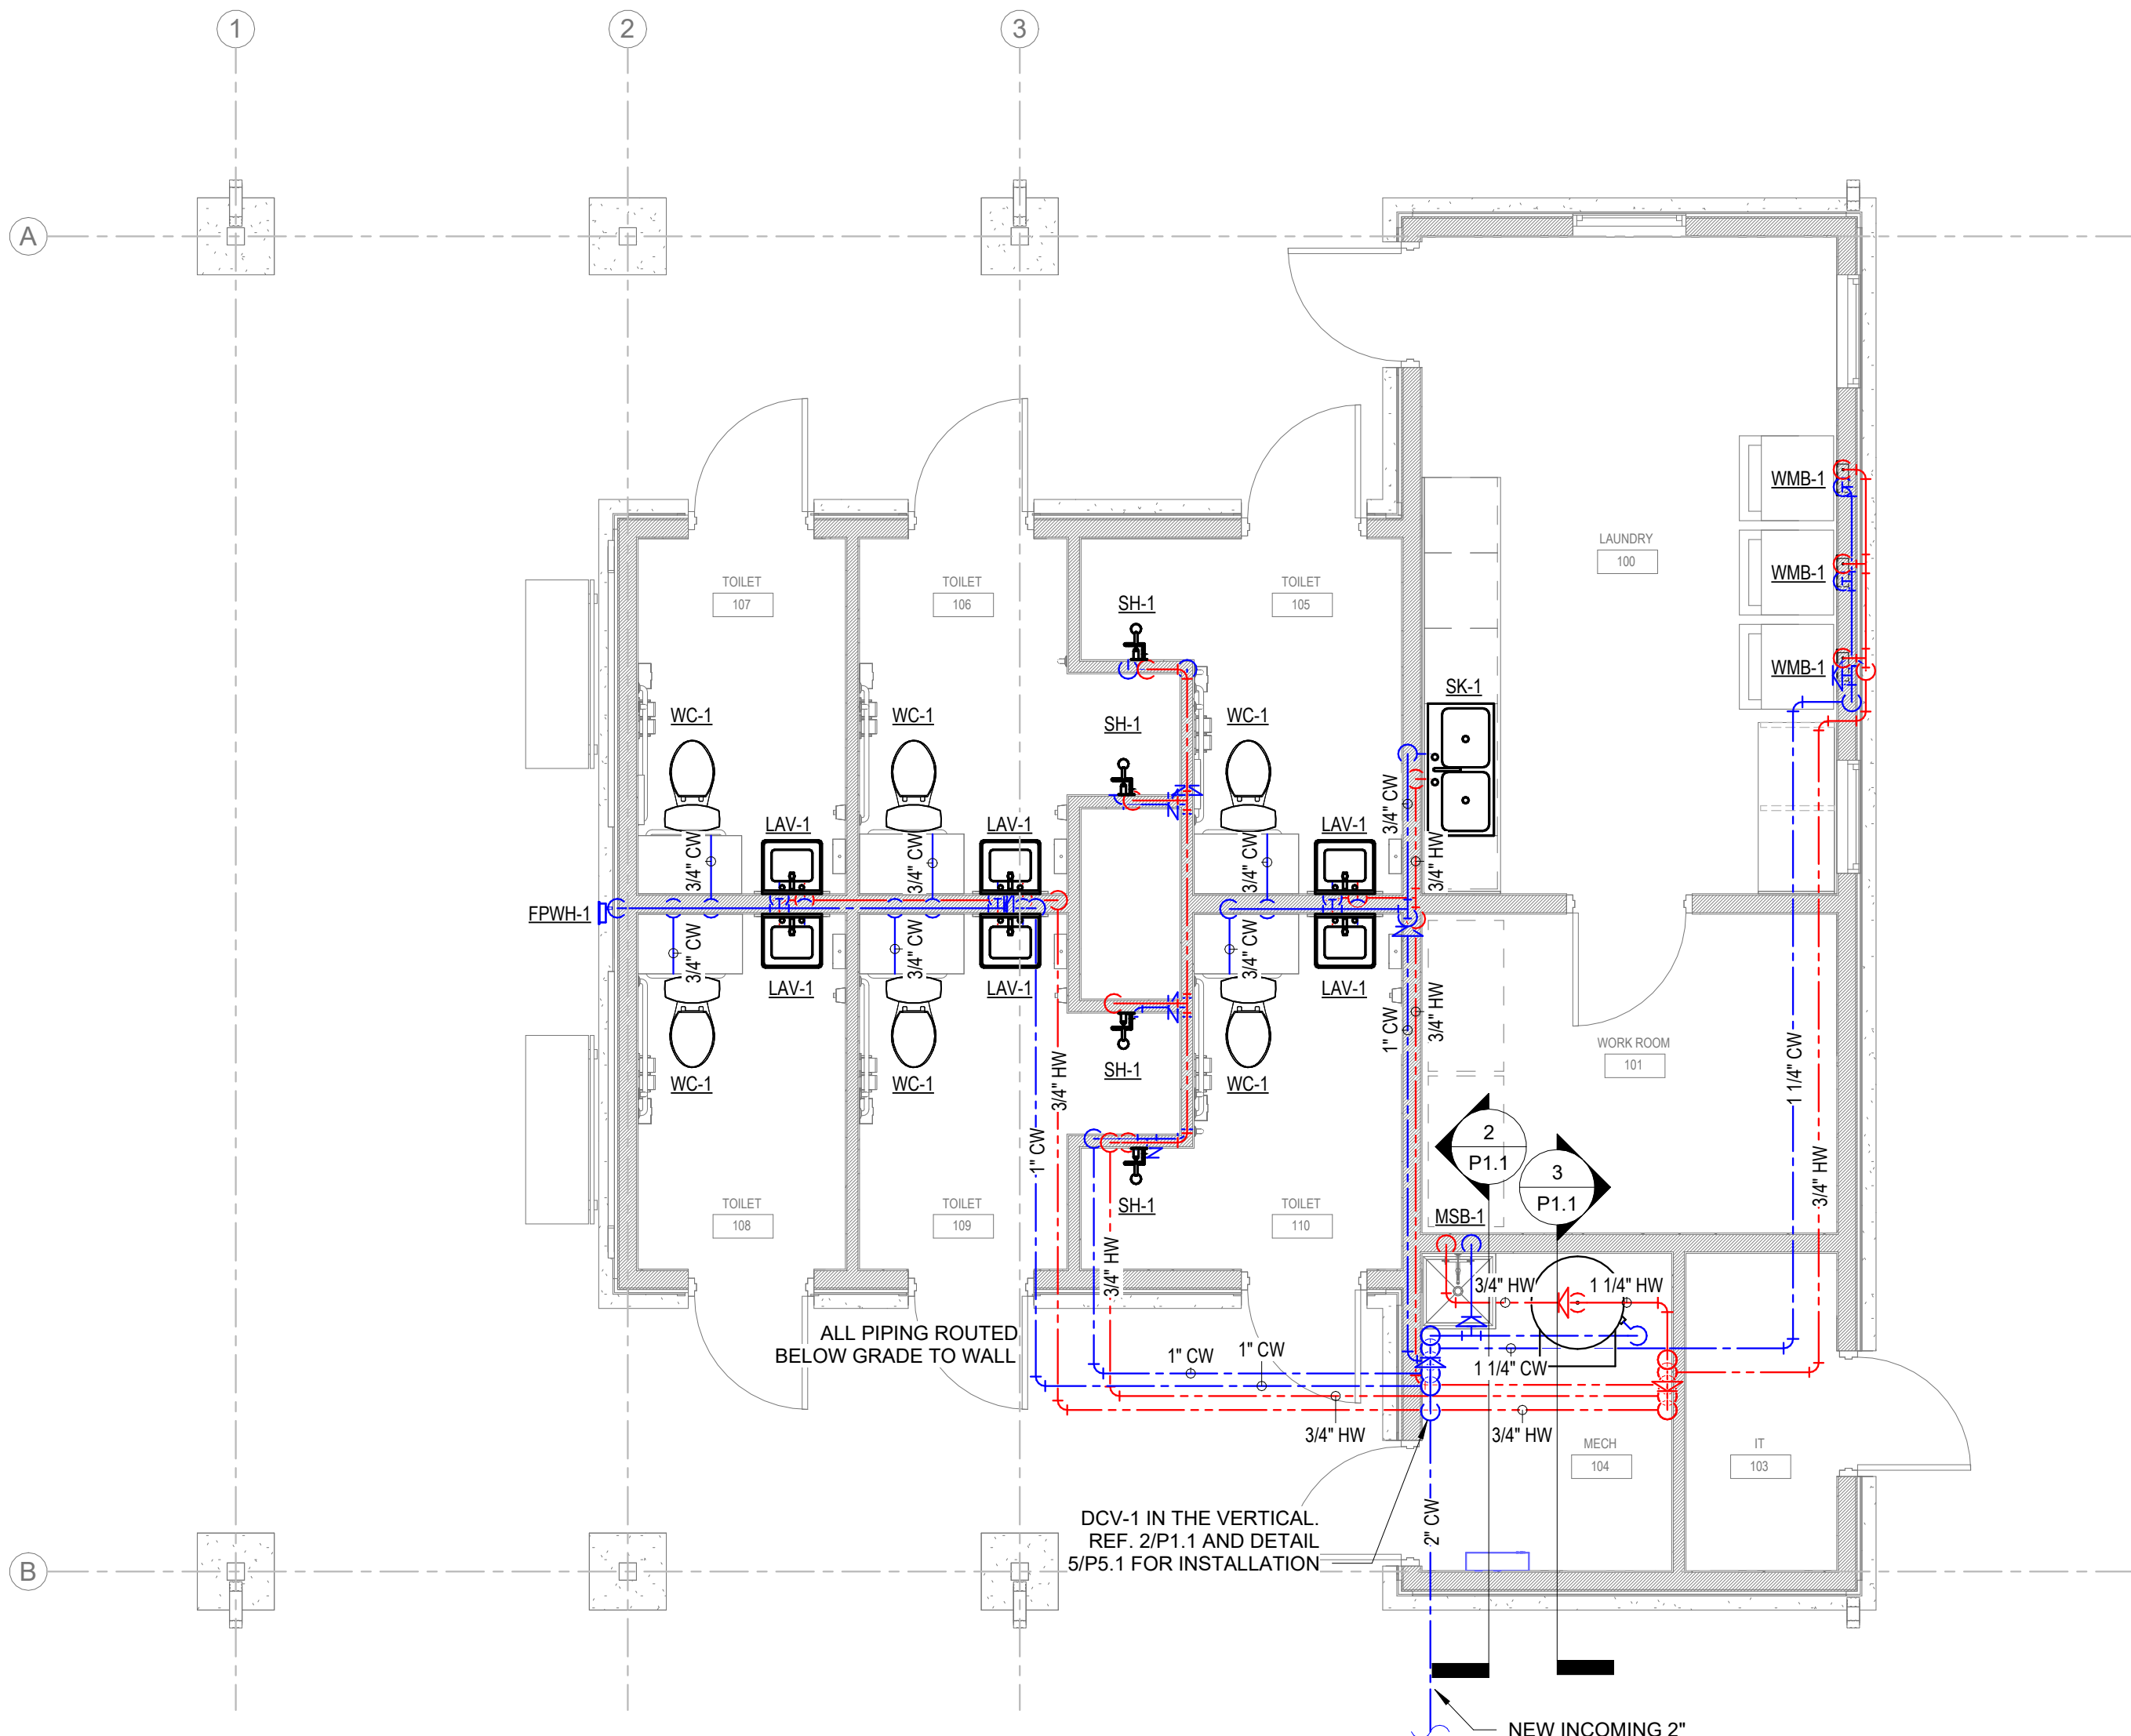 1
2
3
A
WMB-1
LAUNDRY
100
WMB-1
TOILET
107
TOILET
106
SH-1
TOILET
105
WMB-1
SK-1
WC-1
WC-1
SH-1
WC-1
3/4" CW
LAV-1
LAV-1
LAV-1
3/4" CW
3/4" CW
3/4" HW
FPWH-1
3/4" CW
3/4" CW
3/4" CW
LAV-1
LAV-1
LAV-1
1" CW
3/4" HW
WORK ROOM
101
1 1/4" CW
WC-1
WC-1
SH-1
WC-1
3/4" HW
1" CW
2
P1.1
3
P1.1
3/4" HW
TOILET
108
TOILET
109
SH-1
TOILET
110
MSB-1
3/4" HW
3/4" HW
1 1/4" HW
ALL PIPING ROUTED
BELOW GRADE TO WALL
1" CW
1" CW
1 1/4" CW
3/4" HW
3/4" HW
MECH
104
IT
103
DCV-1 IN THE VERTICAL.
REF. 2/P1.1 AND DETAIL
5/P5.1 FOR INSTALLATION
2" CW
B
NEW INCOMING 2"